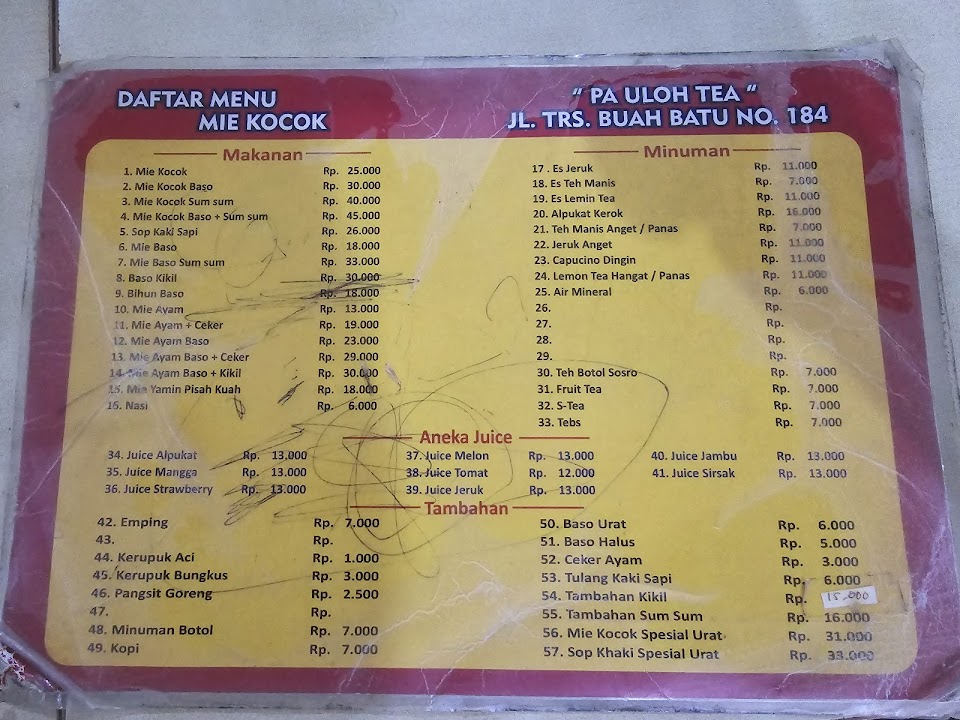 DAFTAR MENU
MIE KOCOK
" PA ULOH TEA "
JL. TRS. BUAH BATU NO. 184
Makanan
1. Mie Kocok Rp. 25.000
2. Mie Kocok Baso Rp. 30.000
3. Mie Kocok Sum sum Rp. 40.000
4. Mie Kocok Baso + Sum sum Rp. 45.000
5. Sop Kaki Sapi Rp. 26.000
6. Mie Baso Rp. 18.000
7. Mie Baso Sum sum Rp. 33.000
8. Baso Kikil Rp. 30.000
9. Bihun Baso Rp. 18.000
10. Mie Ayam Rp. 13.000
11. Mie Ayam + Ceker Rp. 19.000
12. Mie Ayam Baso Rp. 23.000
13. Mie Ayam Baso + Ceker Rp. 29.000
14. Mie Ayam Baso + Kikil Rp. 30.000
15. Mie Yamin Pisah Kuah Rp. 18.000
16. Nasi Rp. 6.000
Minuman
17 . Es Jeruk Rp. 11.000
18. Es Teh Manis Rp. 7.000
19. Es Lemin Tea Rp. 11.000
20. Alpukat Kerok Rp. 16.000
21. Teh Manis Anget / Panas Rp. 7.000
22. Jeruk Anget Rp. 11.000
23. Capucino Dingin Rp. 11.000
24. Lemon Tea Hangat / Panas Rp. 11.000
25. Air Mineral Rp. 6.000
26. Rp.
27. Rp.
28. Rp.
29. Rp.
30. Teh Botol Sosro Rp. 7.000
31. Fruit Tea Rp. 7.000
32. S-Tea Rp. 7.000
33. Tebs Rp. 7.000
Aneka Juice
34. Juice Alpukat Rp. 13.000
35. Juice Mangga Rp. 13.000
36. Juice Strawberry Rp. 13.000
37. Juice Melon Rp. 13.000
38. Juice Tomat Rp. 12.000
39. Juice Jeruk Rp. 13.000
40. Juice Jambu Rp. 13.000
41. Juice Sirsak Rp. 13.000
Tambahan
42. Emping Rp. 7.000
43. Rp.
44. Kerupuk Aci Rp. 1.000
45. Kerupuk Bungkus Rp. 3.000
46. Pangsit Goreng Rp. 2.500
47. Rp.
48. Minuman Botol Rp. 7.000
49. Kopi Rp. 7.000
50. Baso Urat Rp. 6.000
51. Baso Halus Rp. 5.000
52. Ceker Ayam Rp. 3.000
53. Tulang Kaki Sapi Rp. 6.000
54. Tambahan Kikil Rp. 15.000
55. Tambahan Sum Sum Rp. 16.000
56. Mie Kocok Spesial Urat Rp. 31.000
57. Sop Khaki Spesial Urat Rp. 33.000